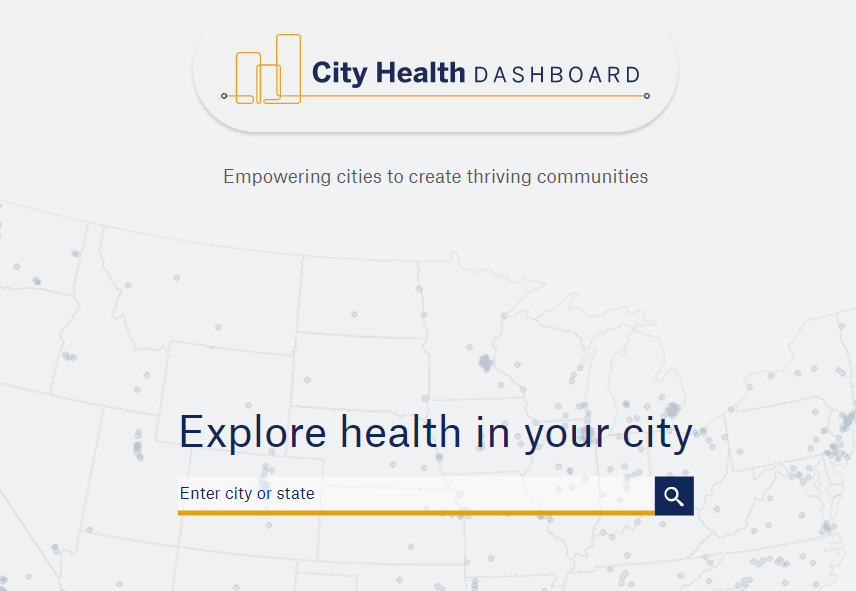 City Health DASHBOARD
Empowering cities to create thriving communities
Explore health in your city
Enter city or state